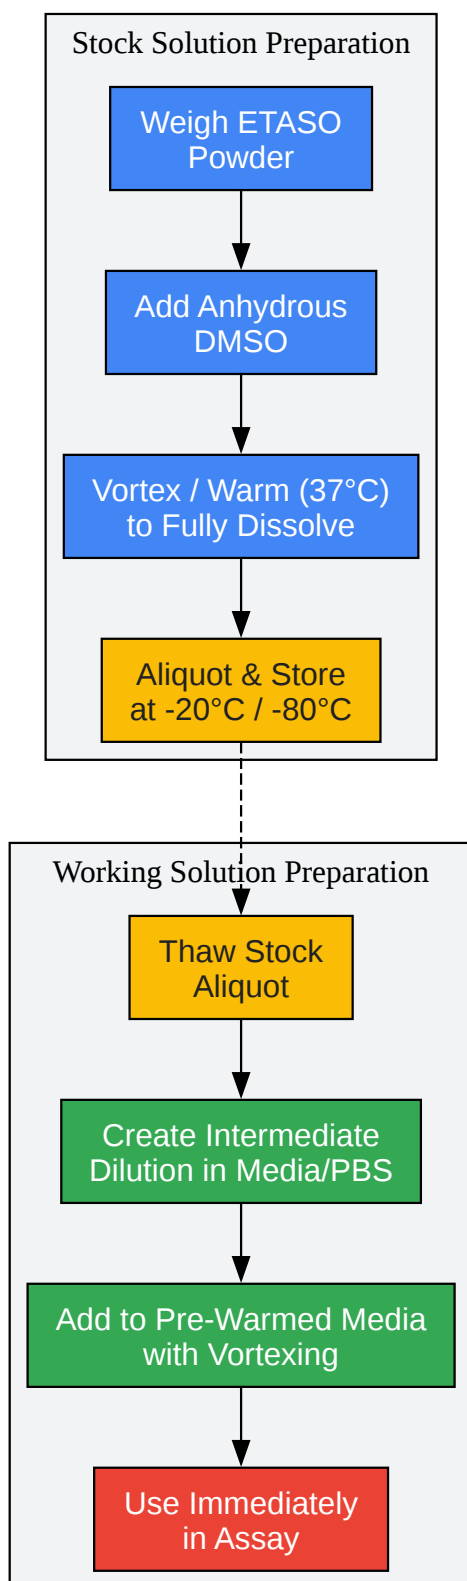 Stock Solution Preparation
Weigh ETASO
Powder
Add Anhydrous
DMSO
Vortex / Warm (37°C)
to Fully Dissolve
Aliquot & Store
at -20°C / -80°C
Working Solution Preparation
Thaw Stock
Aliquot
Create Intermediate
Dilution in Media/PBS
Add to Pre-Warmed Media
with Vortexing
Use Immediately
in Assay